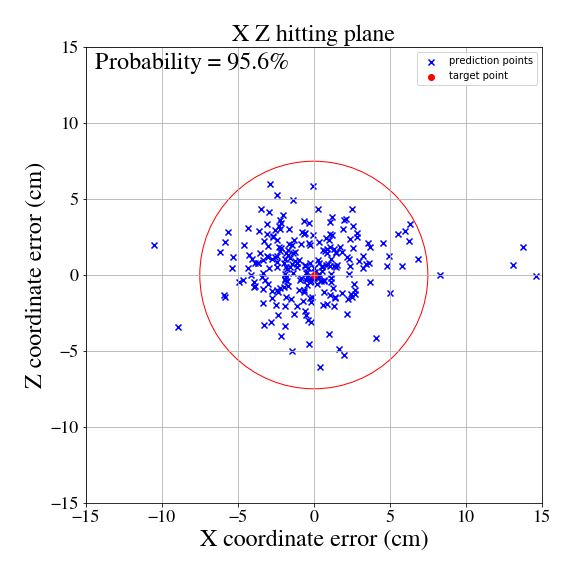 X Z hitting plane
Probability = 95.6%
prediction points
target point
15
10
5
0
−5
−10
−15
Z coordinate error (cm)
−15
−10
−5
0
5
10
15
X coordinate error (cm)